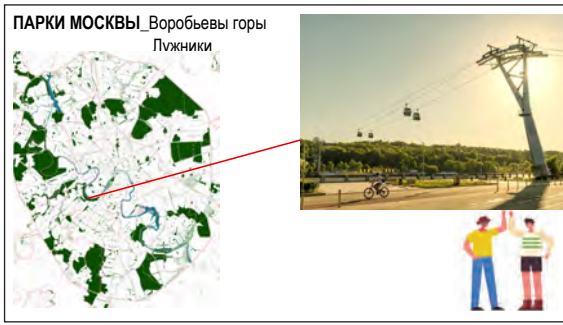 ПАРКИ МОСКВЫ_Воробьевы горы
Лужники